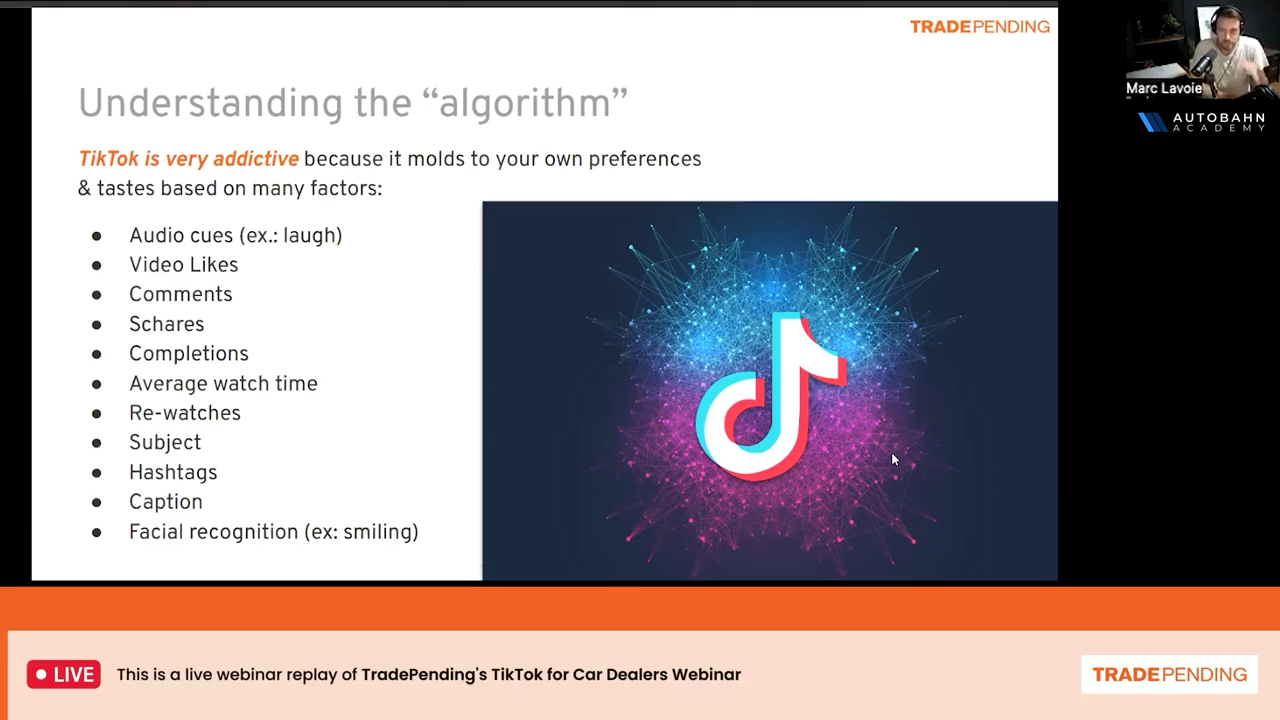 TRADEPENDING
Marc Lavoie
AUTOBAHN
ACADEMY
Understanding the “algorithm”
TikTok is very addictive because it molds to your own preferences
& tastes based on many factors:
● Audio cues (ex.: laugh)
● Video Likes
● Comments
● Schares
● Completions
● Average watch time
● Re-watches
● Subject
● Hashtags
● Caption
● Facial recognition (ex: smiling)
LIVE
This is a live webinar replay of TradePending's TikTok for Car Dealers Webinar
TRADEPENDING